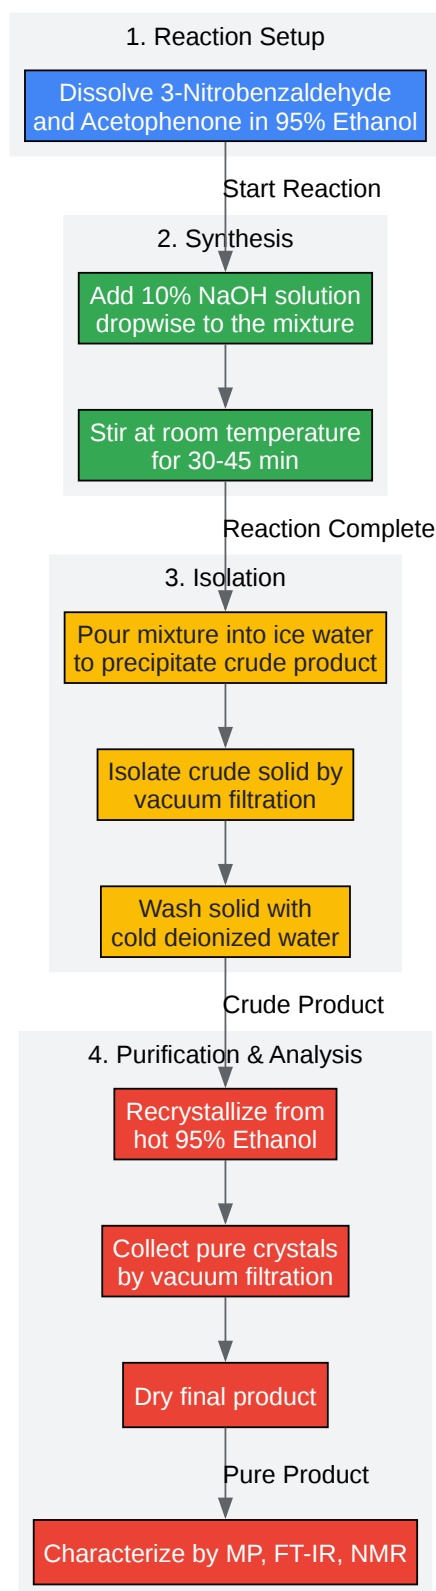 1. Reaction Setup
Dissolve 3-Nitrobenzaldehyde
and Acetophenone in 95% Ethanol
Start Reaction
2. Synthesis
Add 10% NaOH solution
dropwise to the mixture
Stir at room temperature
for 30-45 min
Reaction Complete
3. Isolation
Pour mixture into ice water
to precipitate crude product
Isolate crude solid by
vacuum filtration
Wash solid with
cold deionized water
Crude Product
4. Purification & Analysis
Recrystallize from
hot 95% Ethanol
Collect pure crystals
by vacuum filtration
Dry final product
Pure Product
Characterize by MP, FT-IR, NMR